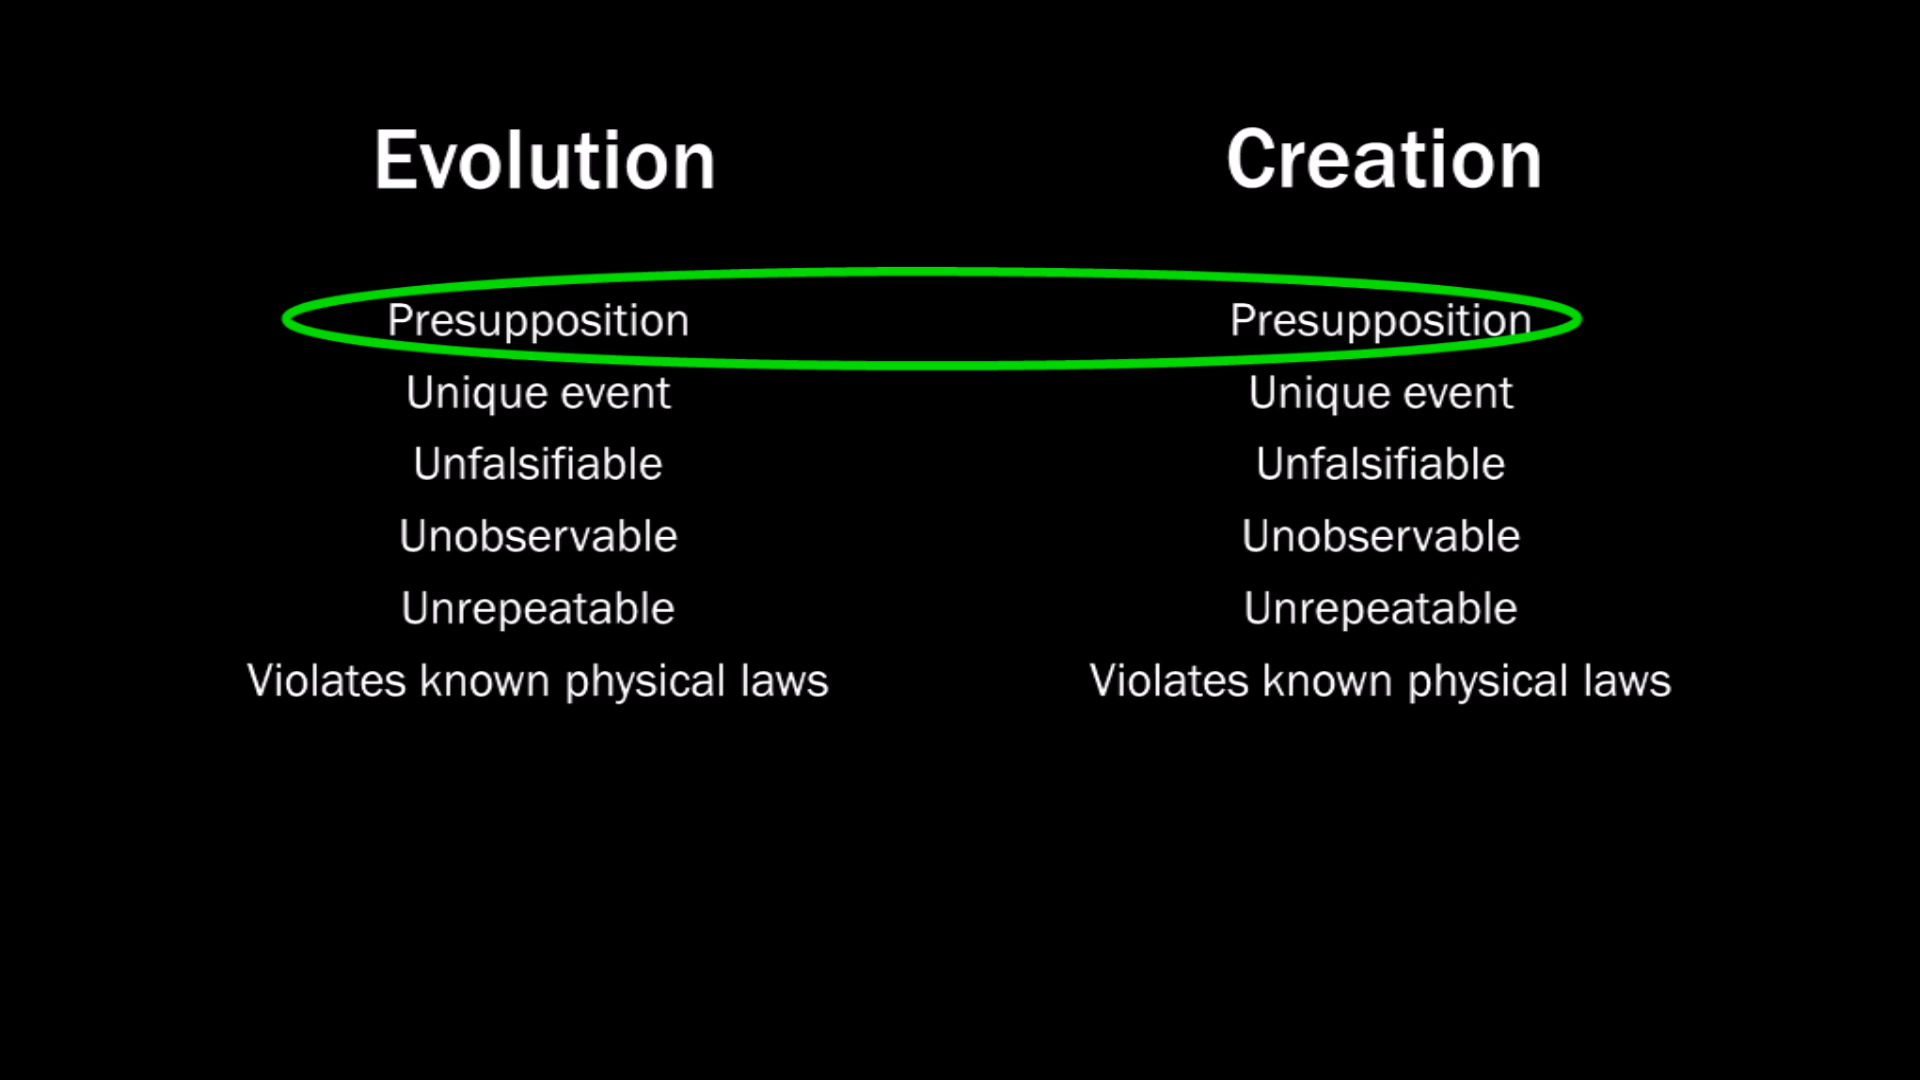 Evolution
Creation
Presupposition
Presupposition
Unique event
Unique event
Unfalsifiable
Unfalsifiable
Unobservable
Unobservable
Unrepeatable
Unrepeatable
Violates known physical laws
Violates known physical laws